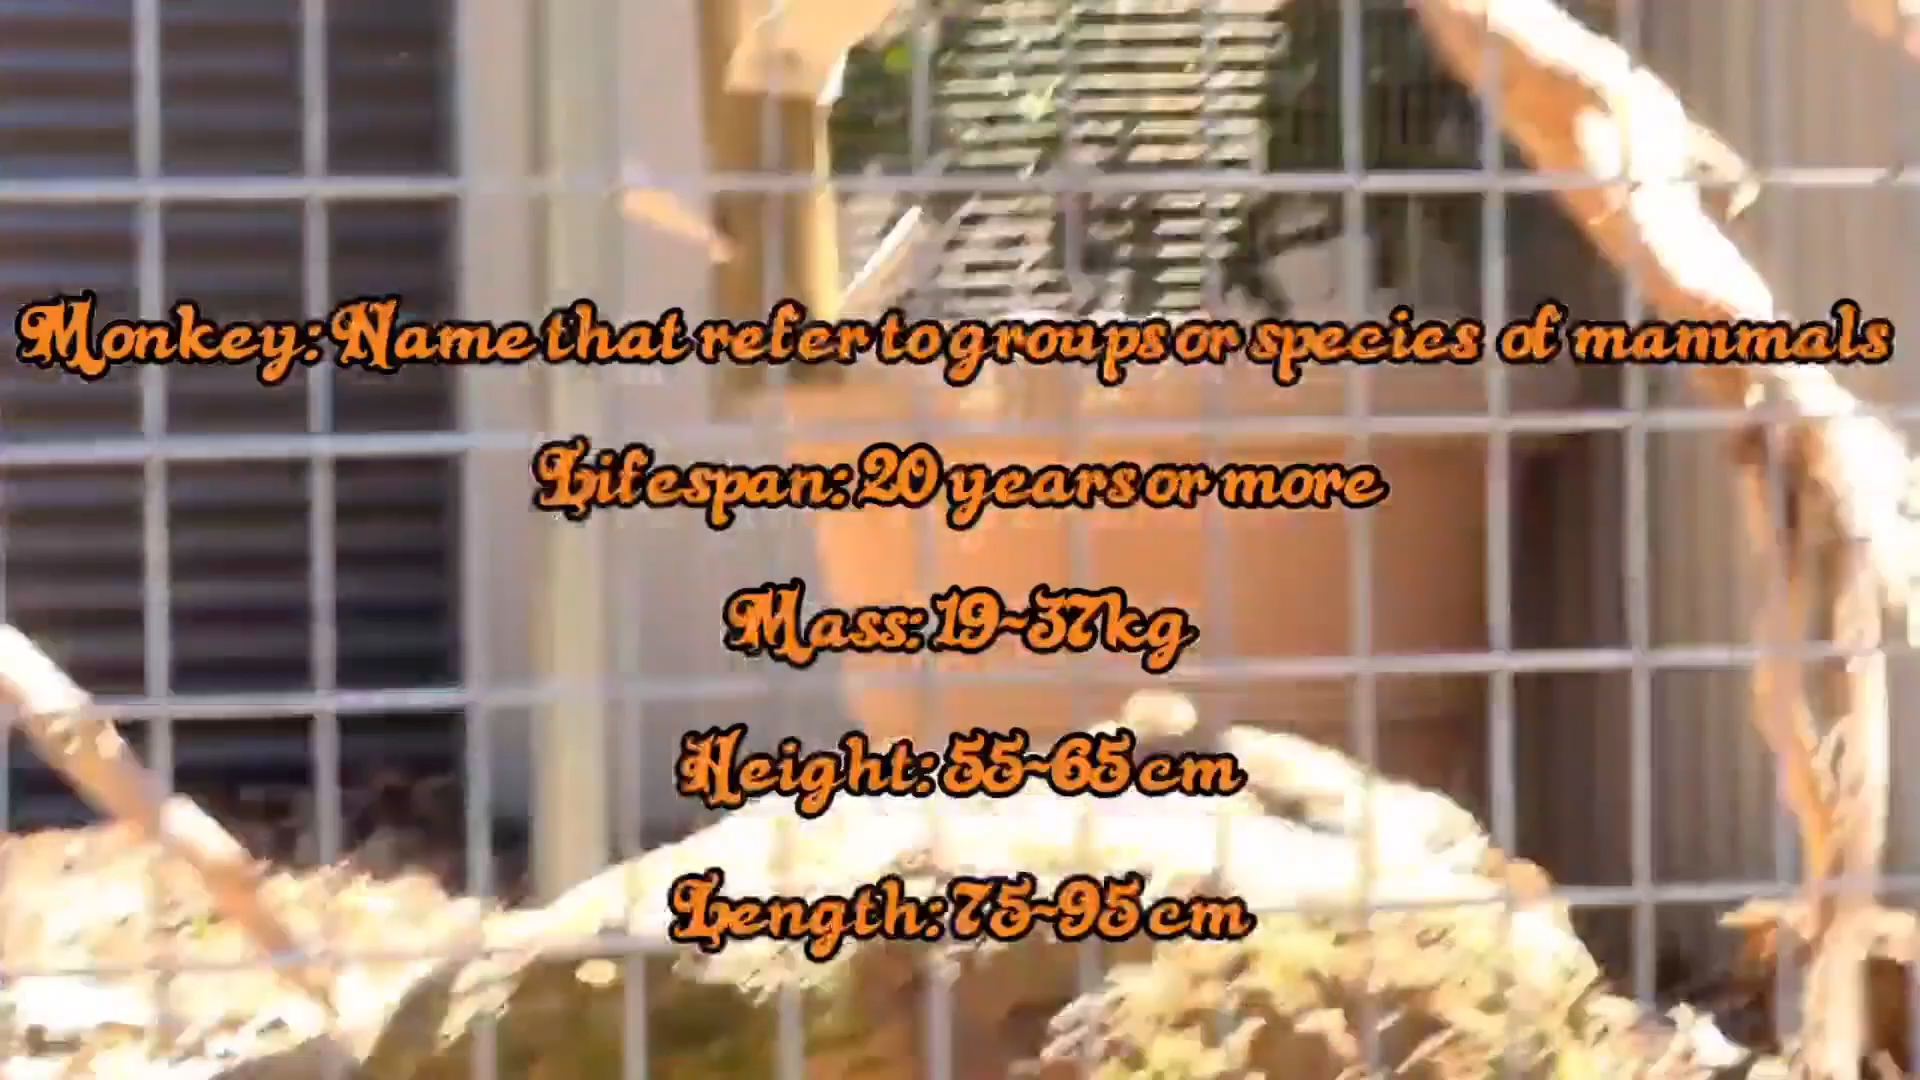 Monkey: Name that refer to groups or species of mammals
Lifespan: 20 years or more
Mass: 19~37kg
Height: 55~65 cm
Length: 75~95 cm